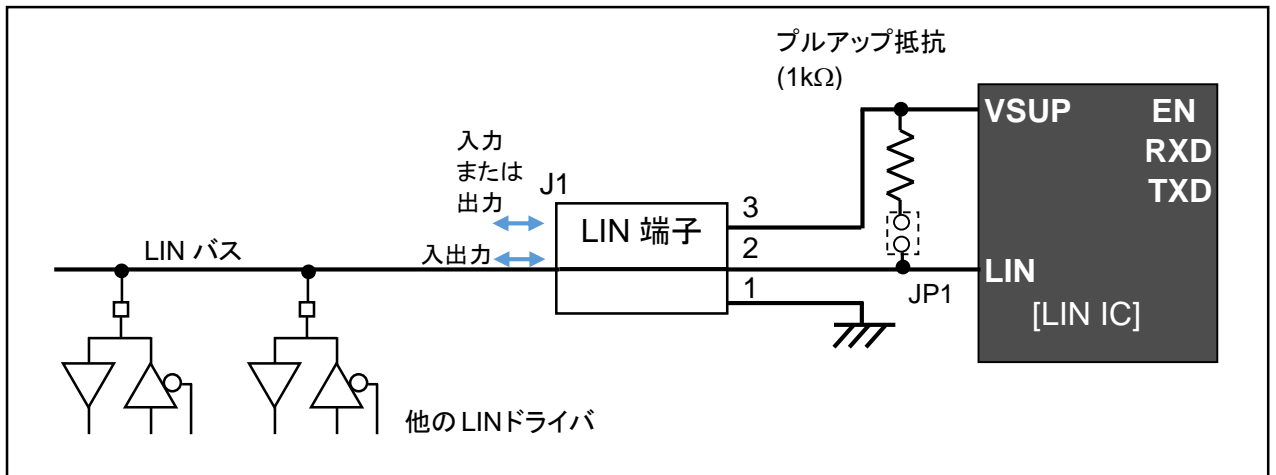 プルアップ抵抗
(1kΩ)
VSUP EN
RXD
TXD
入力
または
出力
J1
3
LIN 端子
2
LIN バス
入出力
1
JP1
LIN
[LIN IC]
他のLINドライバ